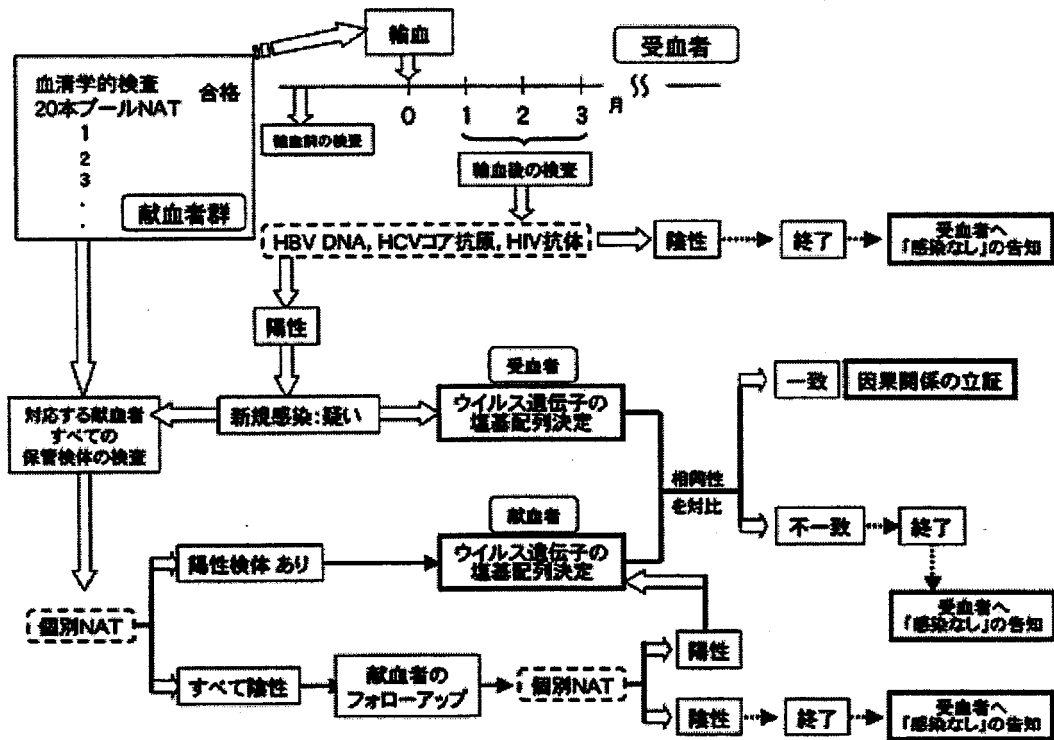 輸血
受血者
血清学的検査
20本プールNAT
合格
1
2
3
.
.
献血者群
0
1
2
3
月
輸血前の検査
輸血後の検査
HBV DNA, HCVコア抗原, HIV抗体
陰性
終了
受血者へ
「感染なし」の告知
陽性
対応する献血者
すべての
保管検体の検査
新規感染:疑い
受血者
ウイルス遺伝子の
塩基配列決定
相同性
を対比
一致
因果関係の立証
不一致
終了
受血者へ
「感染なし」の告知
献血者
ウイルス遺伝子の
塩基配列決定
陽性検体 あり
個別NAT
すべて陰性
献血者の
フォローアップ
個別NAT
陽性
陰性
終了
受血者へ
「感染なし」の告知